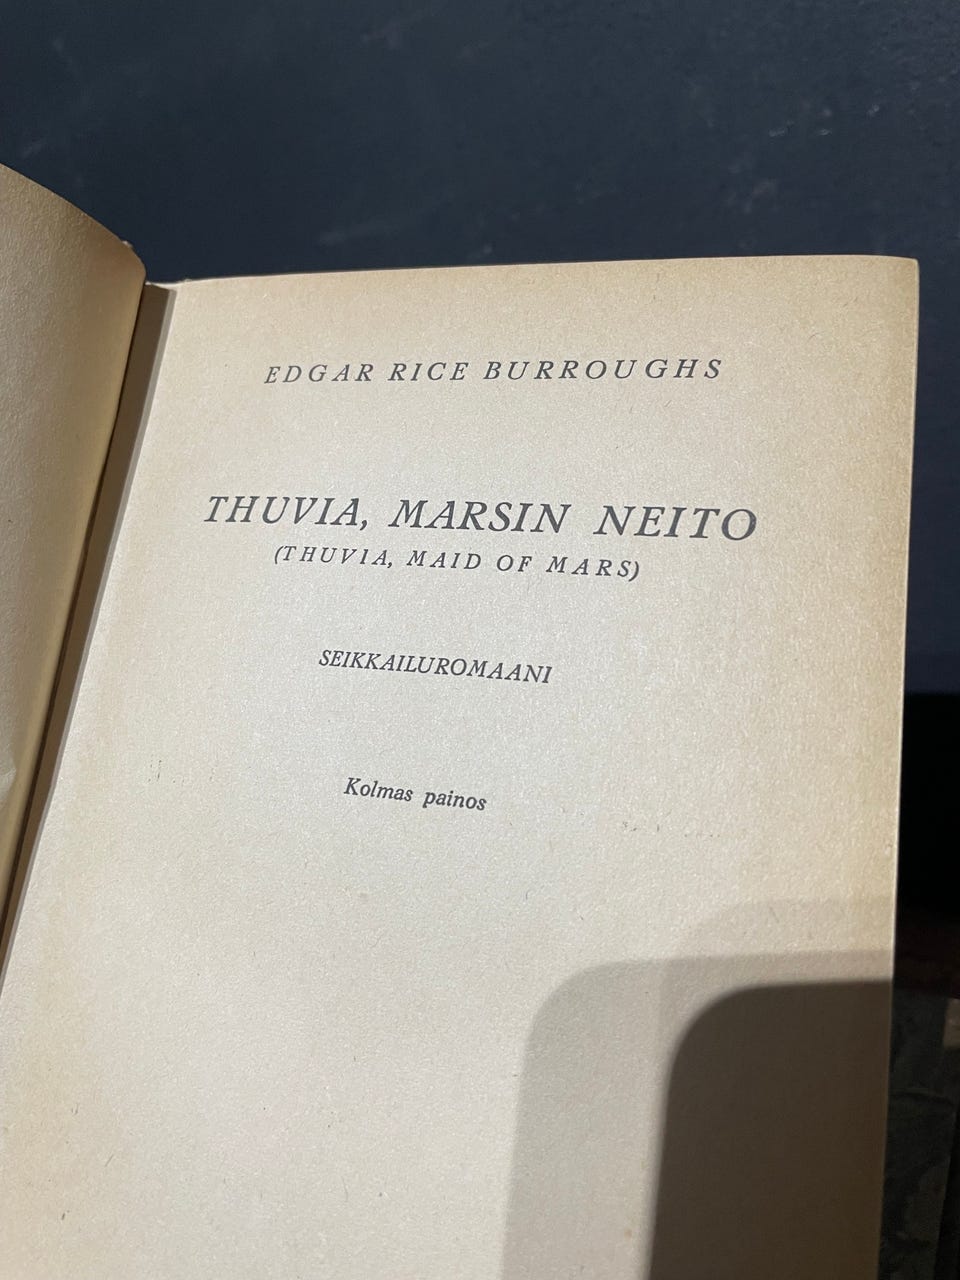 EDGAR RICE BURROUGHS
THUVIA, MARSIN NEITO
(THUVIA, MAID OF MARS)
SEIKKAILUROMAANI
Kolmas painos